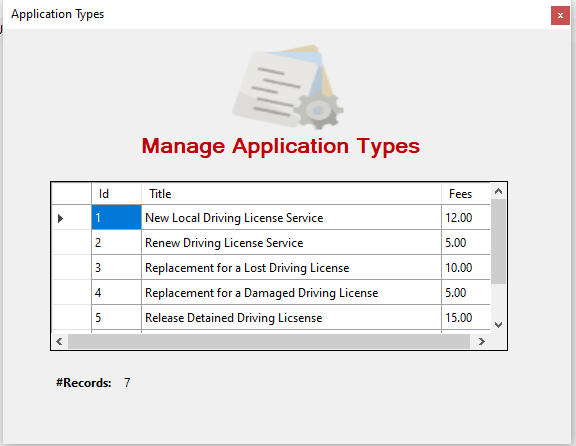 Application Types
Manage Application Types
Id Title Fees
1 New Local Driving License Service 12.00
2 Renew Driving License Service 5.00
3 Replacement for a Lost Driving License 10.00
4 Replacement for a Damaged Driving License 5.00
5 Release Detained Driving Licsense 15.00
#Records: 7